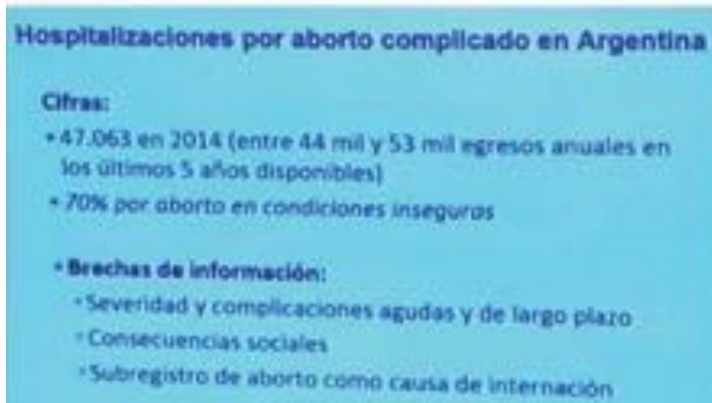 Hospitalizaciones por aborto complicado en Argentina
Cifras:
• 47.063 en 2014 (entre 44 mil y 53 mil egresos anuales en
los últimos 5 años disponibles)
• 70% por aborto en condiciones inseguras
• Brechas de información:
• Severidad y complicaciones agudas y de largo plazo
• Consecuencias sociales
• Subregistro de aborto como causa de internación